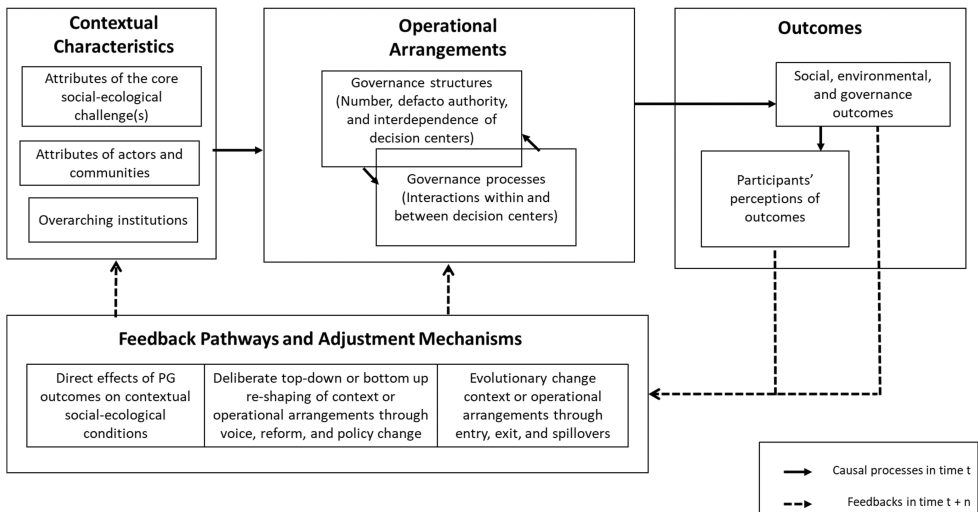 Contextual
Characteristics
Attributes of the core
social-ecological
challenge(s)
Attributes of actors and
communities
Overarching institutions
Operational
Arrangements
Governance structures
(Number, defacto authority,
and interdependence of
decision centers)
Governance processes
(Interactions within and
between decision centers)
Outcomes
Social, environmental,
and governance
outcomes
Participants'
perceptions of
outcomes
Feedback Pathways and Adjustment Mechanisms
Direct effects of PG
outcomes on contextual
social-ecological
conditions
Deliberate top-down or bottom up
re-shaping of context or
operational arrangements through
voice, reform, and policy change
Evolutionary change
context or operational
arrangements through
entry, exit, and spillovers
Causal processes in time t
Feedbacks in time t + n